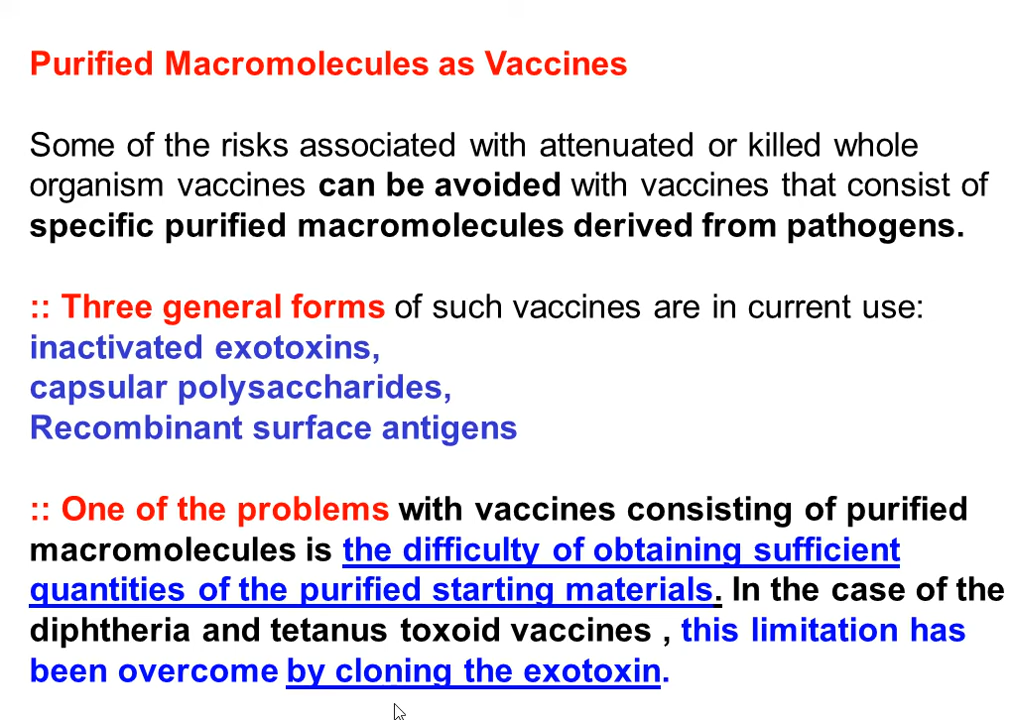 Purified Macromolecules as Vaccines
Some of the risks associated with attenuated or killed whole
organism vaccines can be avoided with vaccines that consist of
specific purified macromolecules derived from pathogens.
:: Three general forms of such vaccines are in current use:
inactivated exotoxins,
capsular polysaccharides,
Recombinant surface antigens
:: One of the problems with vaccines consisting of purified
macromolecules is the difficulty of obtaining sufficient
quantities of the purified starting materials. In the case of the
diphtheria and tetanus toxoid vaccines , this limitation has
been overcome by cloning the exotoxin.